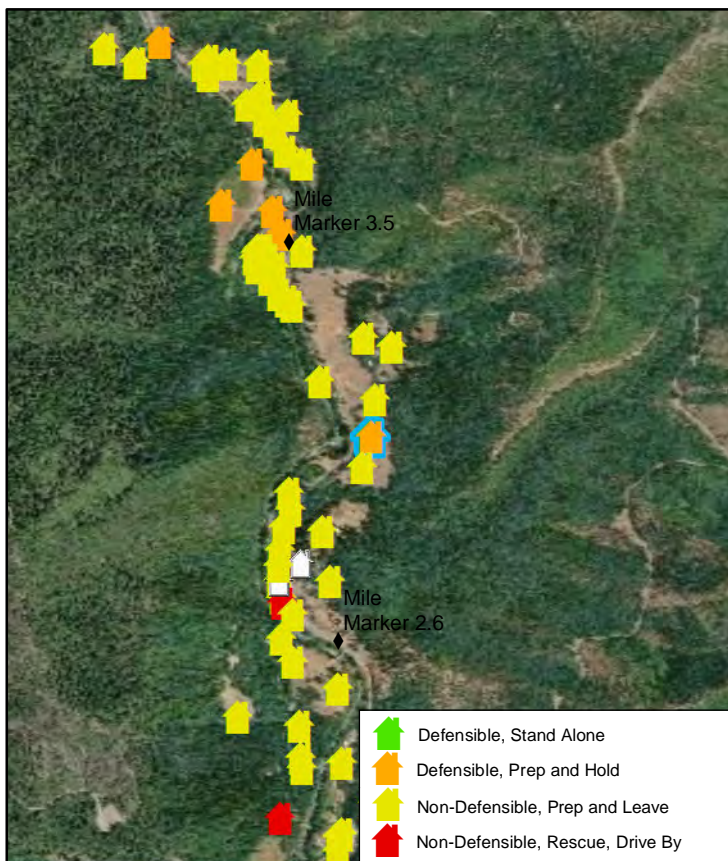 Mile
Marker 3.5
Mile
Marker 2.6
Defensible, Stand Alone
Defensible, Prep and Hold
Non-Defensible, Prep and Leave
Non-Defensible, Rescue, Drive By